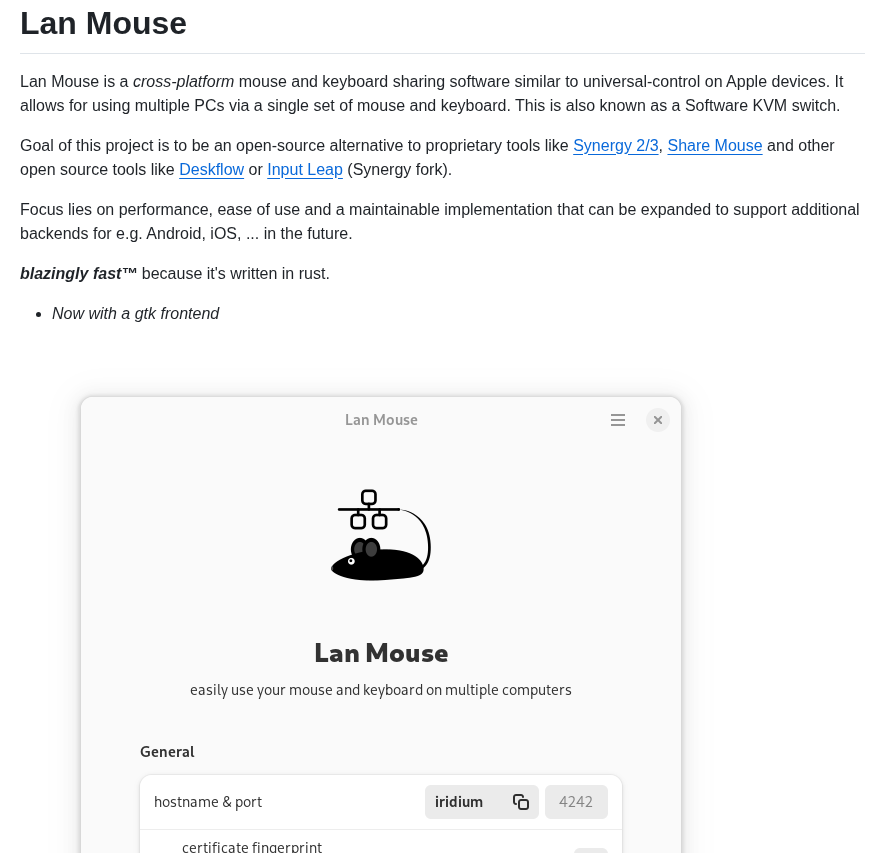 Lan Mouse
Lan Mouse is a cross-platform mouse and keyboard sharing software similar to universal-control on Apple devices. It
allows for using multiple PCs via a single set of mouse and keyboard. This is also known as a Software KVM switch.
Goal of this project is to be an open-source alternative to proprietary tools like Synergy 2/3, Share Mouse and other
open source tools like Deskflow or Input Leap (Synergy fork).
Focus lies on performance, ease of use and a maintainable implementation that can be expanded to support additional
backends for e.g. Android, iOS, ... in the future.
blazingly fast™ because it's written in rust.
• Now with a gtk frontend
Lan Mouse
Lan Mouse
easily use your mouse and keyboard on multiple computers
General
hostname & port iridium 4242
certificate fingerprint